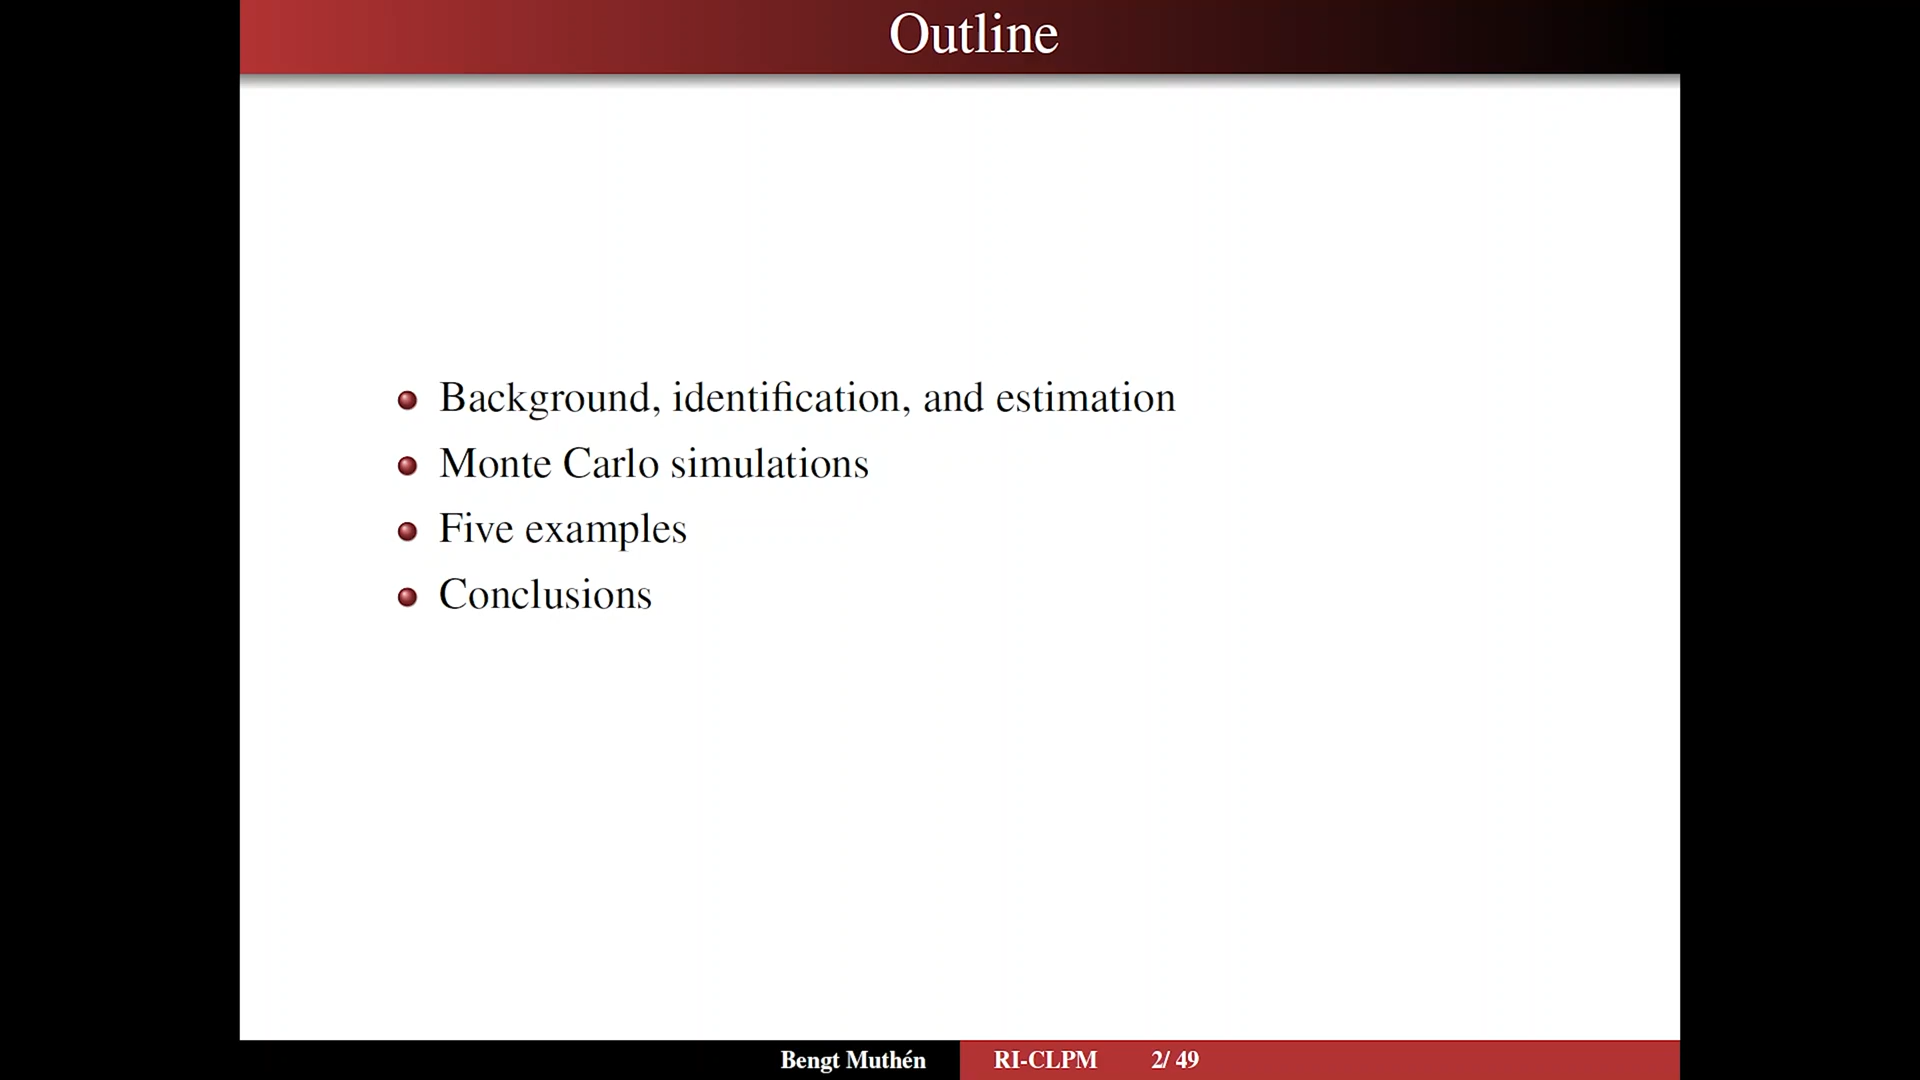 Outline
Background, identification, and estimation
Monte Carlo simulations
Five examples
Conclusions
Bengt Muthén RI-CLPM 2/ 49